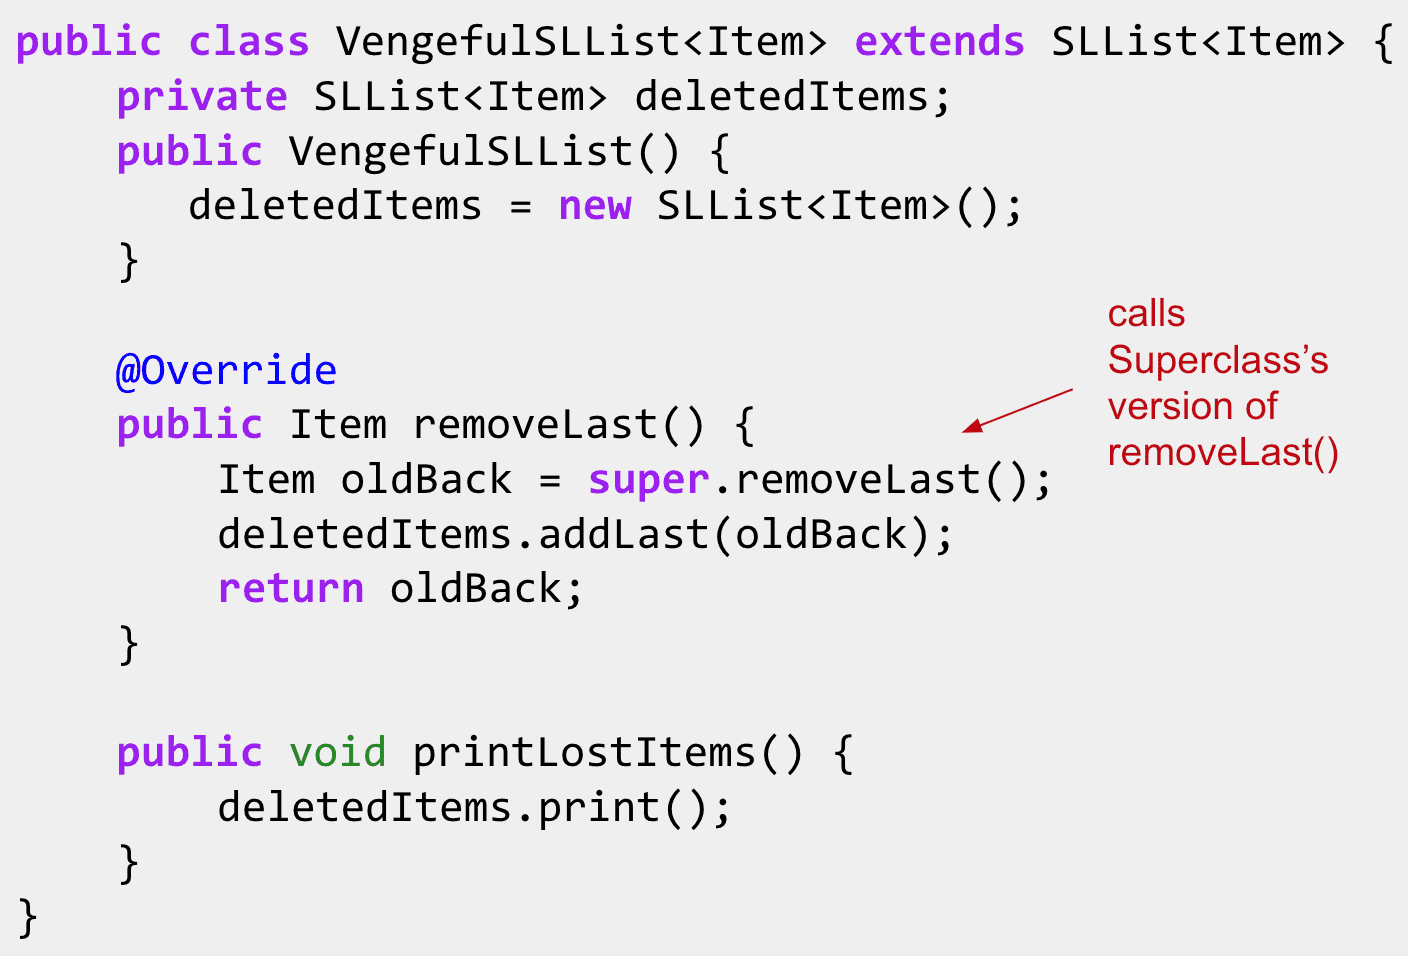 public class VengefulSLList<Item> extends SLList<Item> {
    private SLList<Item> deletedItems;
    public VengefulSLList() {
       deletedItems = new SLList<Item>();
    }
    @Override
    public Item removeLast() {
        Item oldBack = super.removeLast();
        deletedItems.addLast(oldBack);
        return oldBack;
    }
    public void printLostItems() {
        deletedItems.print();
    }
}
calls
Superclass’s
version of
removeLast()